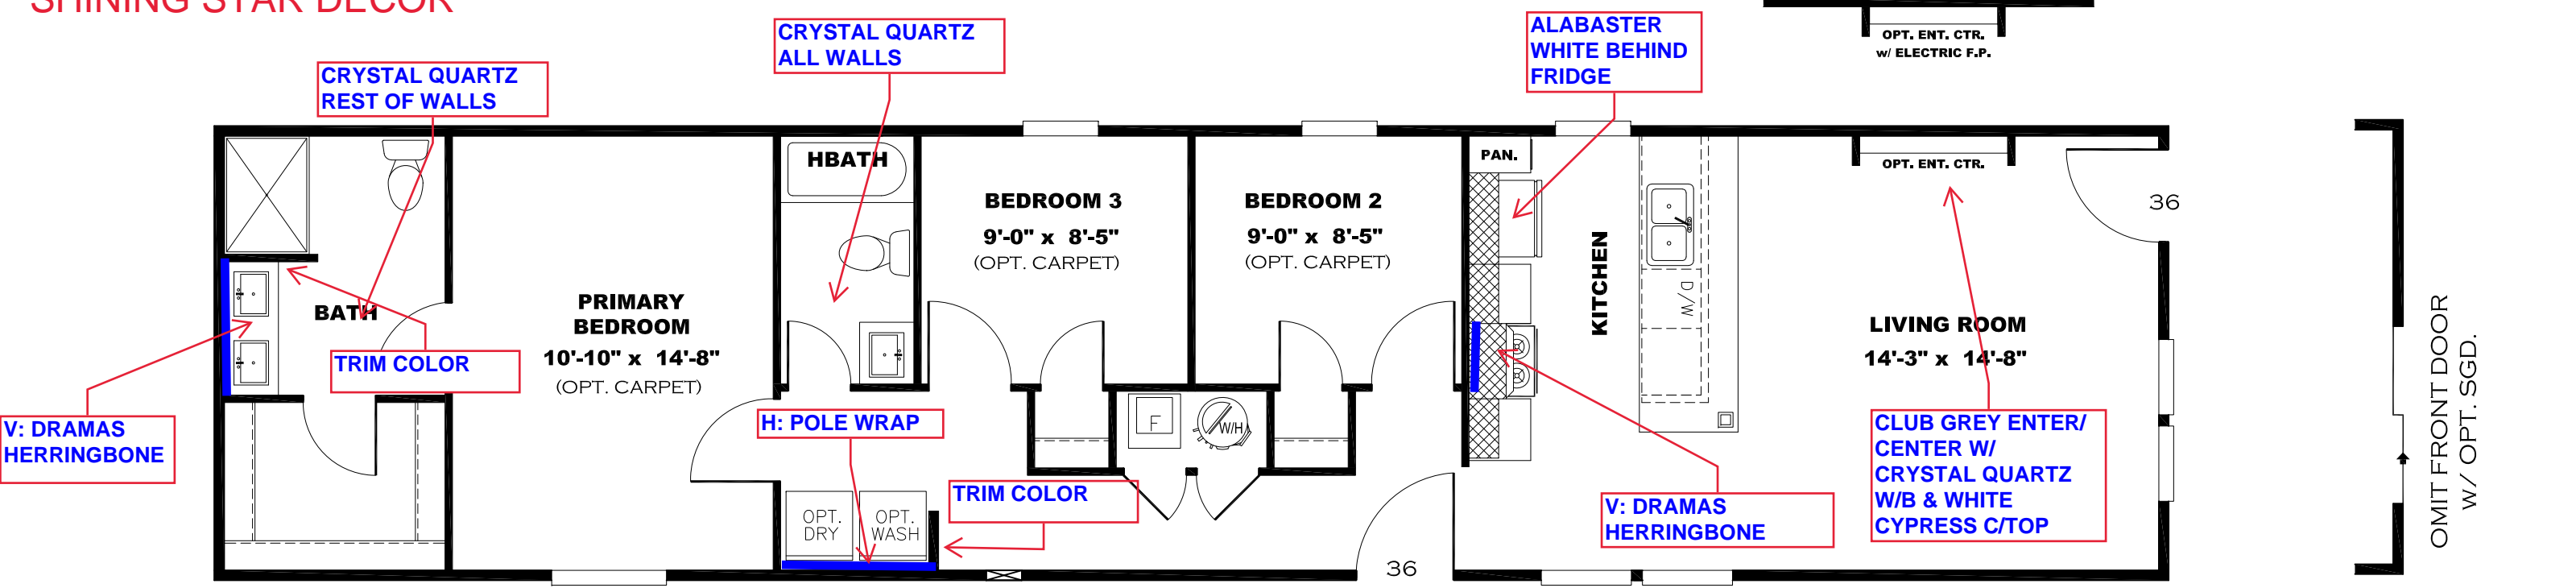 SHINING STAR DECOR
CRYSTAL QUARTZ
REST OF WALLS
CRYSTAL QUARTZ
ALL WALLS
ALABASTER
WHITE BEHIND
FRIDGE
OPT. ENT. CTR.
w/ ELECTRIC F.P.
HBATH
PAN.
OPT. ENT. CTR.
BEDROOM 3
9'-0" x 8'-5"
(OPT. CARPET)
BEDROOM 2
9'-0" x 8'-5"
(OPT. CARPET)
36
KITCHEN
D/W
BATH
PRIMARY
BEDROOM
10'-10" x 14'-8"
(OPT. CARPET)
LIVING ROOM
14'-3" x 14'-8"
TRIM COLOR
V: DRAMAS
HERRINGBONE
H: POLE WRAP
F
W/H
TRIM COLOR
OPT.
DRY
OPT.
WASH
V: DRAMAS
HERRINGBONE
CLUB GREY ENTER/
CENTER W/
CRYSTAL QUARTZ
W/B & WHITE
CYPRESS C/TOP
36
OMIT FRONT DOOR
W/ OPT. SGD.